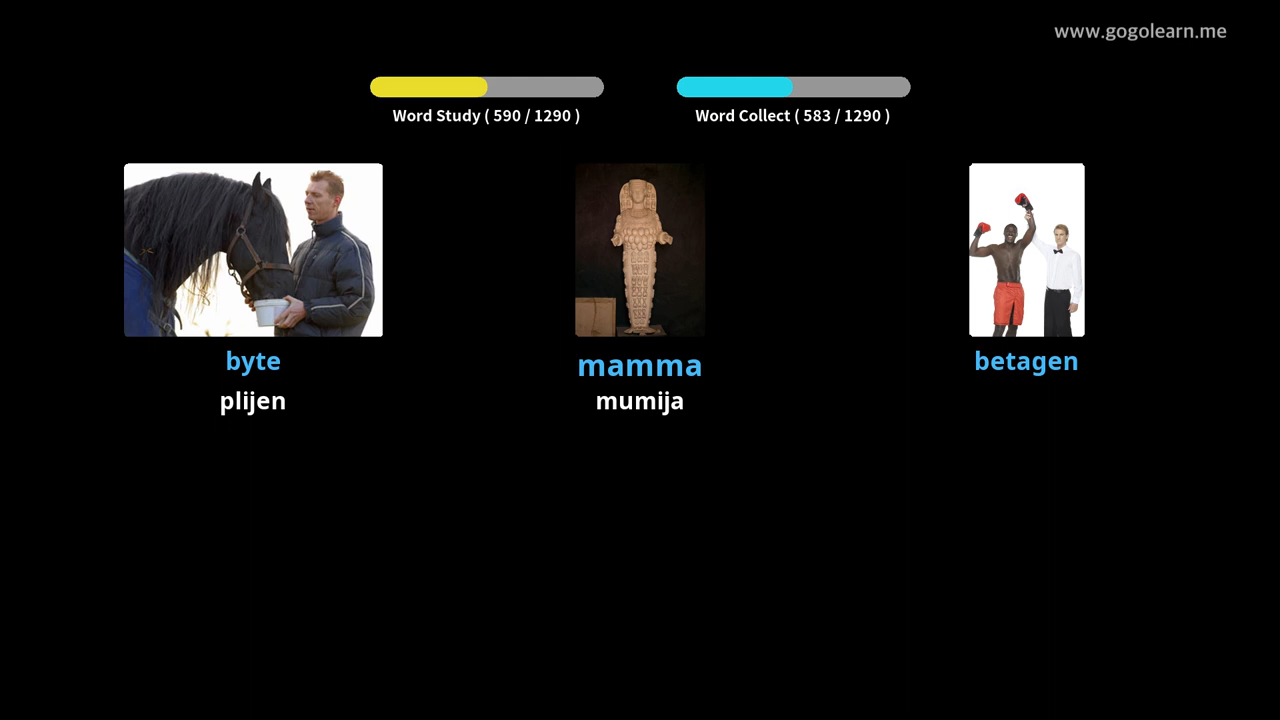 www.gogolearn.me
Word Study ( 590 / 1290 )
Word Collect ( 583 / 1290 )
byte
mamma
betagen
plijen
mumija